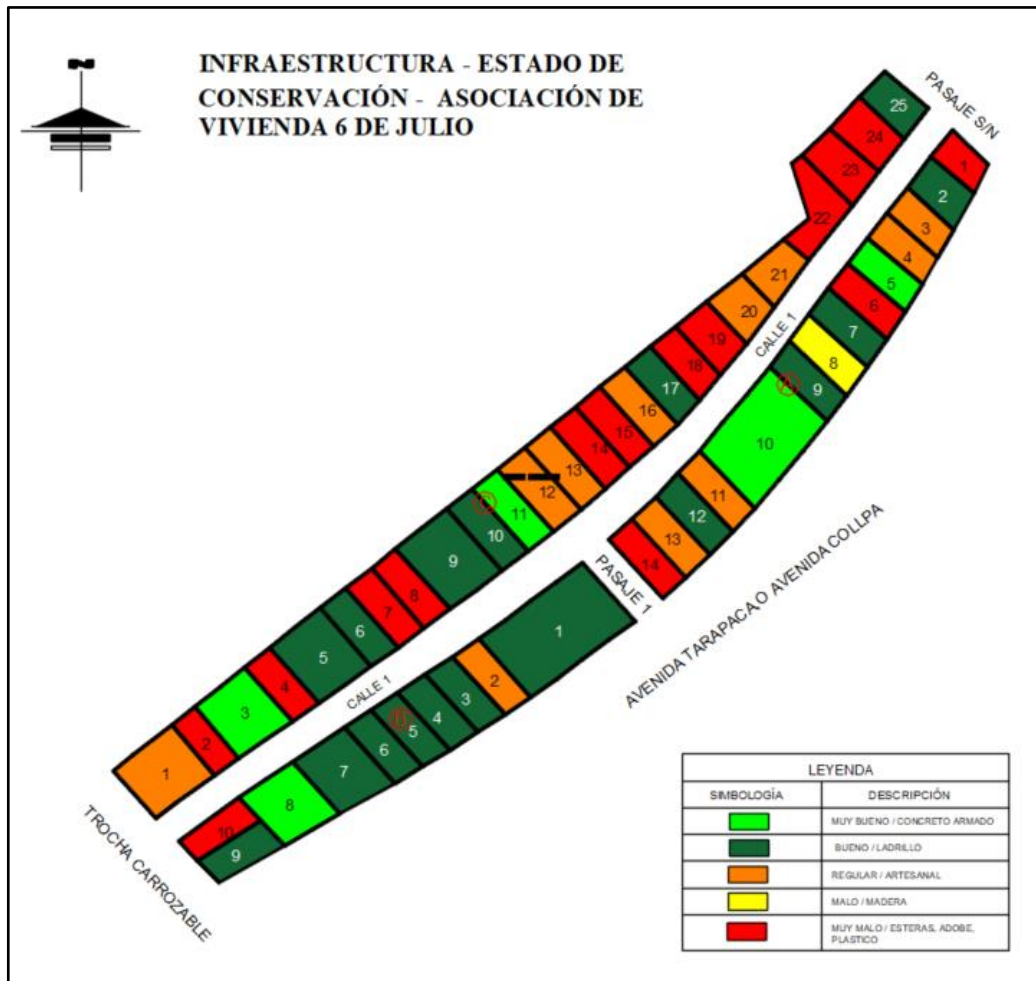 INFRAESTRUCTURA - ESTADO DE
CONSERVACIÓN - ASOCIACIÓN DE
VIVIENDA 6 DE JULIO
N
PASAJE S/N
25
24
23
22
21
20
19
18
17
16
15
14
13
12
11
C
10
9
8
7
6
5
4
3
2
1
1
2
3
4
5
6
7
8
A
9
10
11
12
13
14
CALLE 1
PASAJE 1
AVENIDA TARAPACA O AVENIDA COLLPA
1
2
3
4
B
5
6
7
8
9
10
CALLE 1
TROCHA CARROZABLE
LEYENDA
SIMBOLOGÍA DESCRIPCIÓN
MUY BUENO / CONCRETO ARMADO
BUENO / LADRILLO
REGULAR / ARTESANAL
MALO / MADERA
MUY MALO / ESTERAS, ADOBE,
PLASTICO